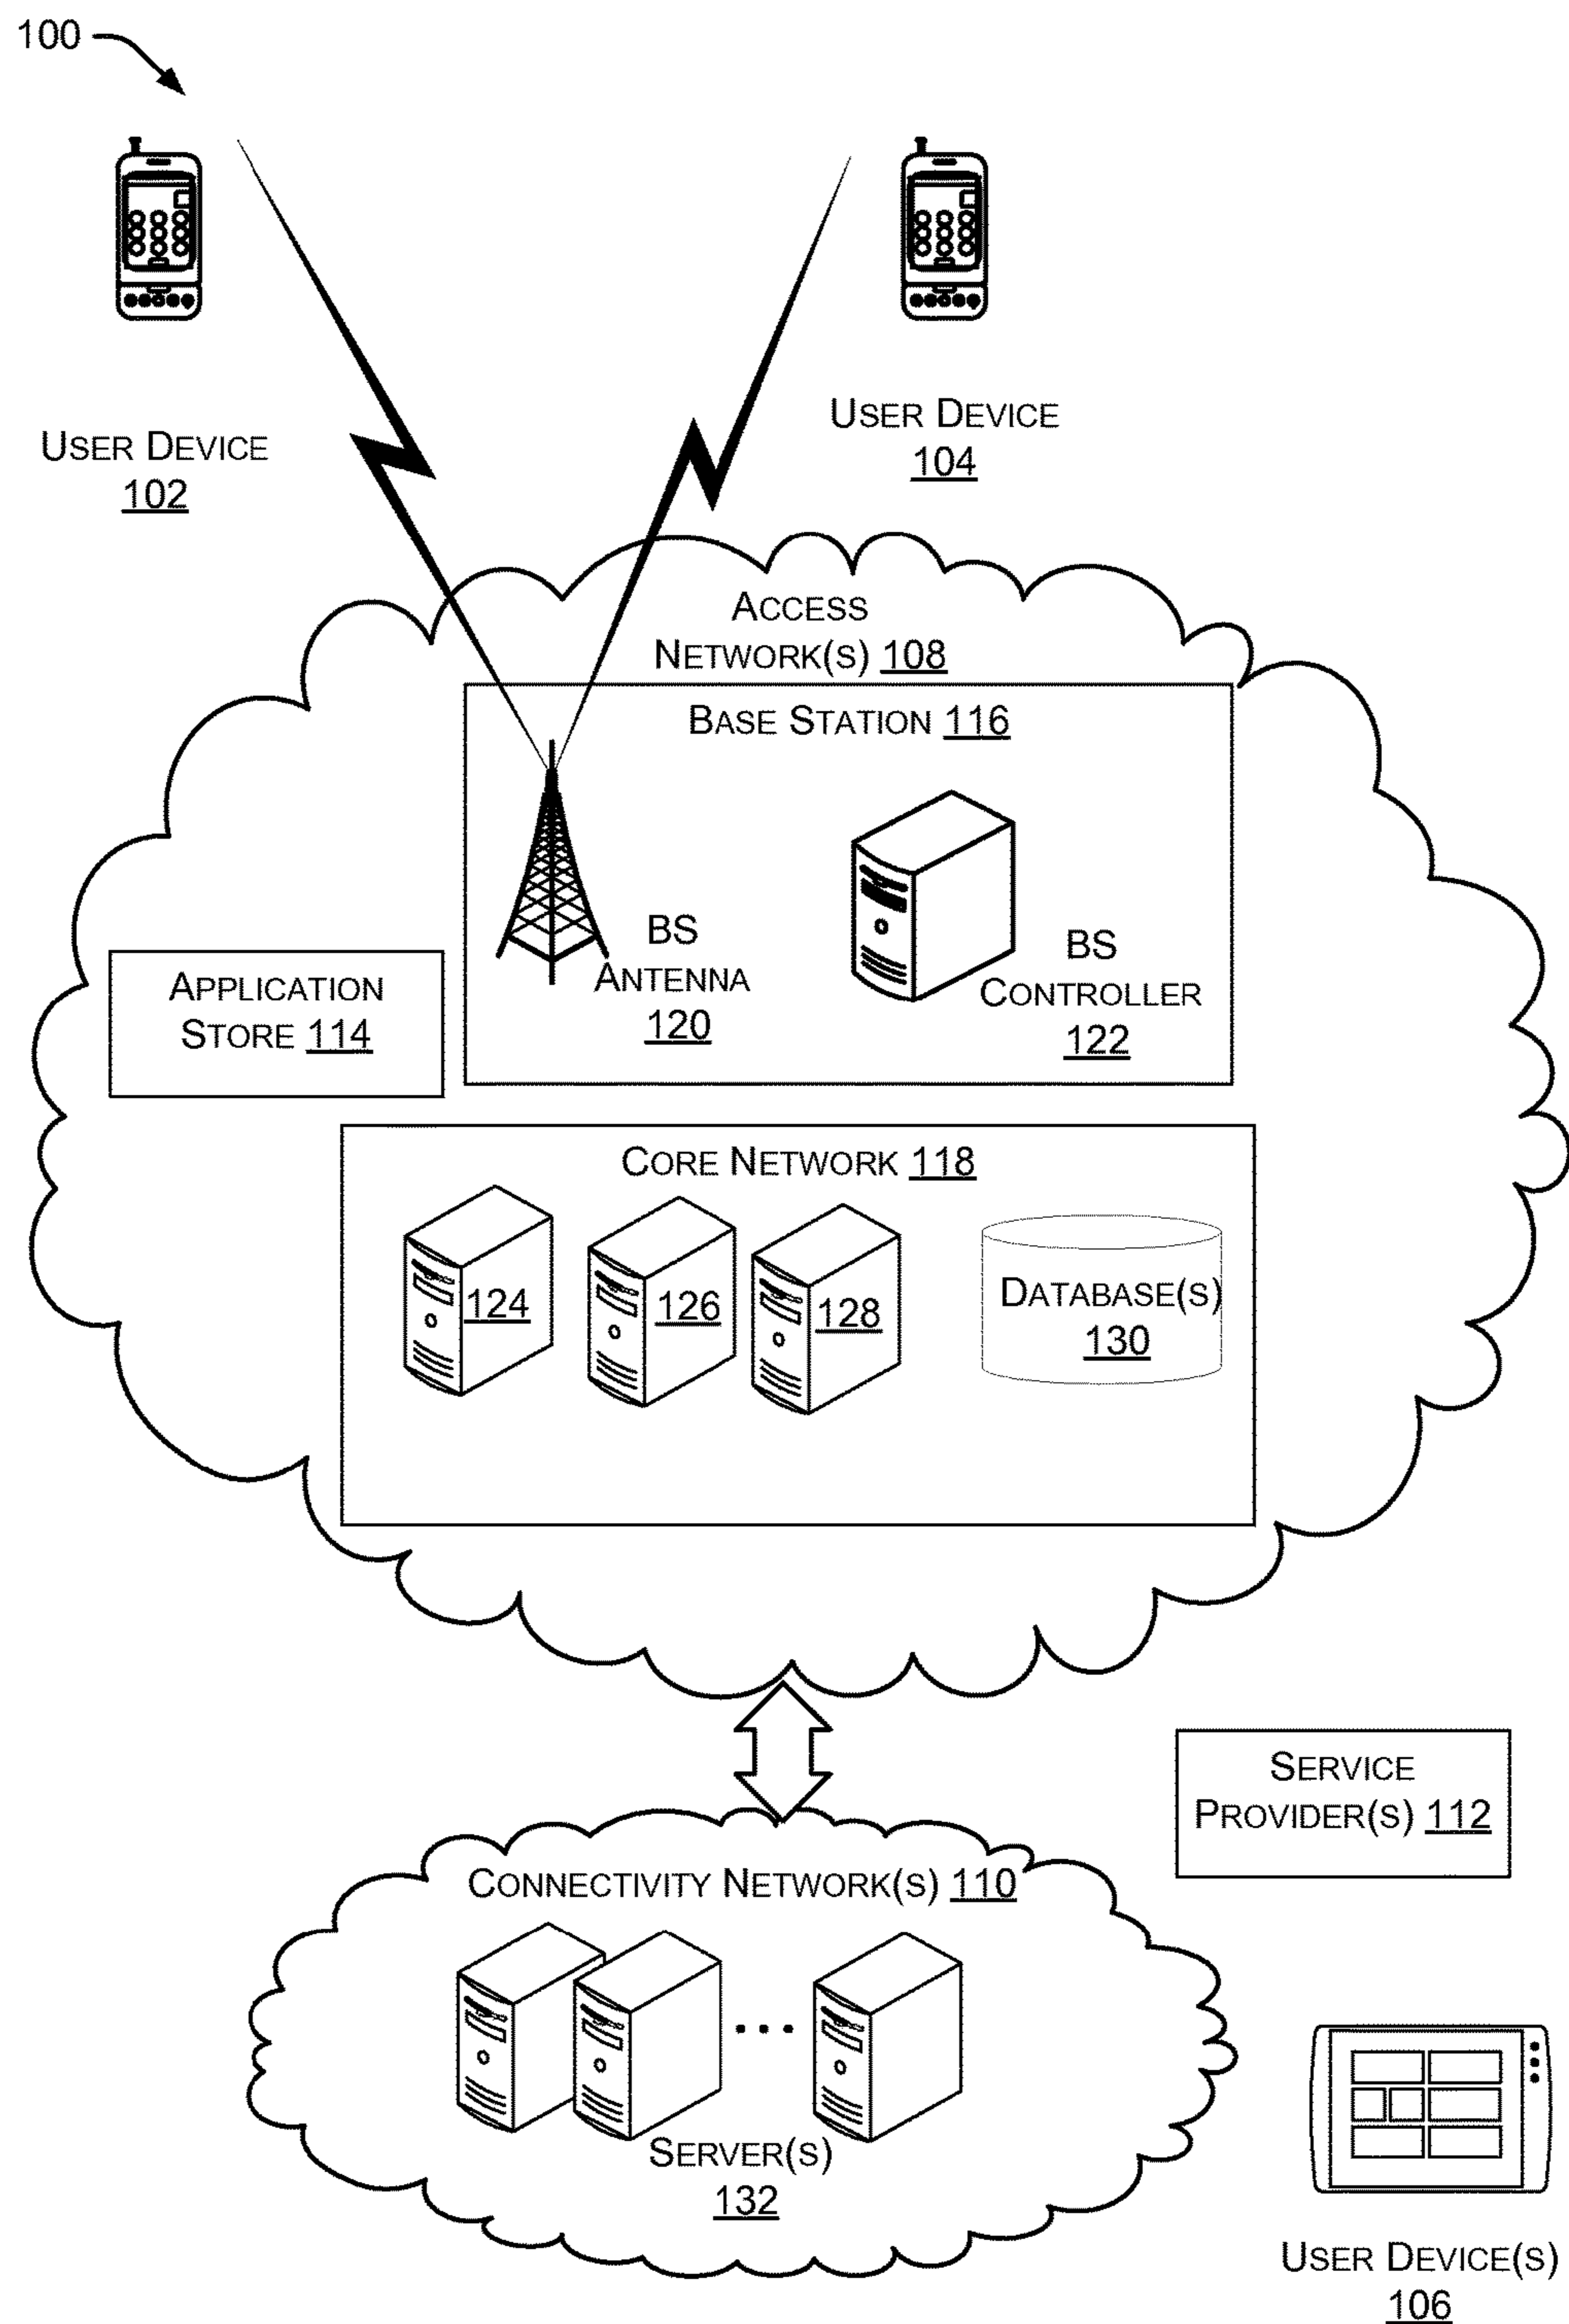 100
USER DEVICE
102
USER DEVICE
104
ACCESS
NETWORK(S) 108
BASE STATION 116
BS
ANTENNA
120
BS
CONTROLLER
122
APPLICATION
STORE 114
CORE NETWORK 118
124
126
128
DATABASE(S)
130
SERVICE
PROVIDER(S) 112
CONNECTIVITY NETWORK(S) 110
SERVER(S)
132
USER DEVICE(S)
106